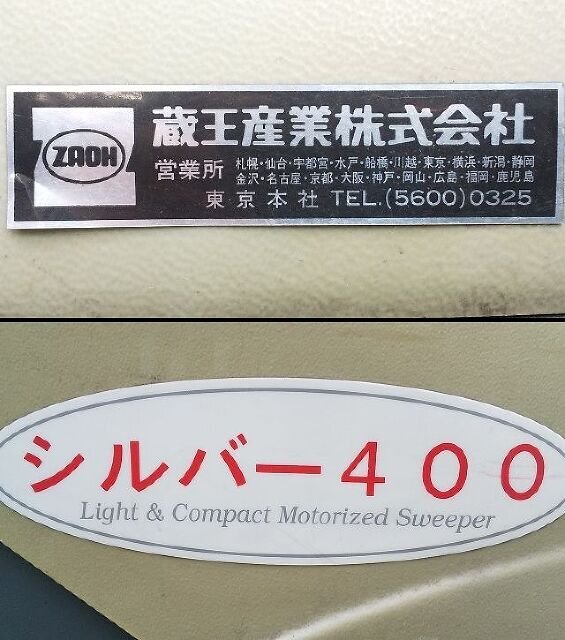 ZAOH
蔵王産業株式会社
営業所
札幌・仙台・宇都宮・水戸・船橋・川越・東京・横浜・新潟・静岡
金沢・名古屋・京都・大阪・神戸・岡山・広島・福岡・鹿児島
東京本社 TEL.(5600)0325
シルバー４００
Light & Compact Motorized Sweeper